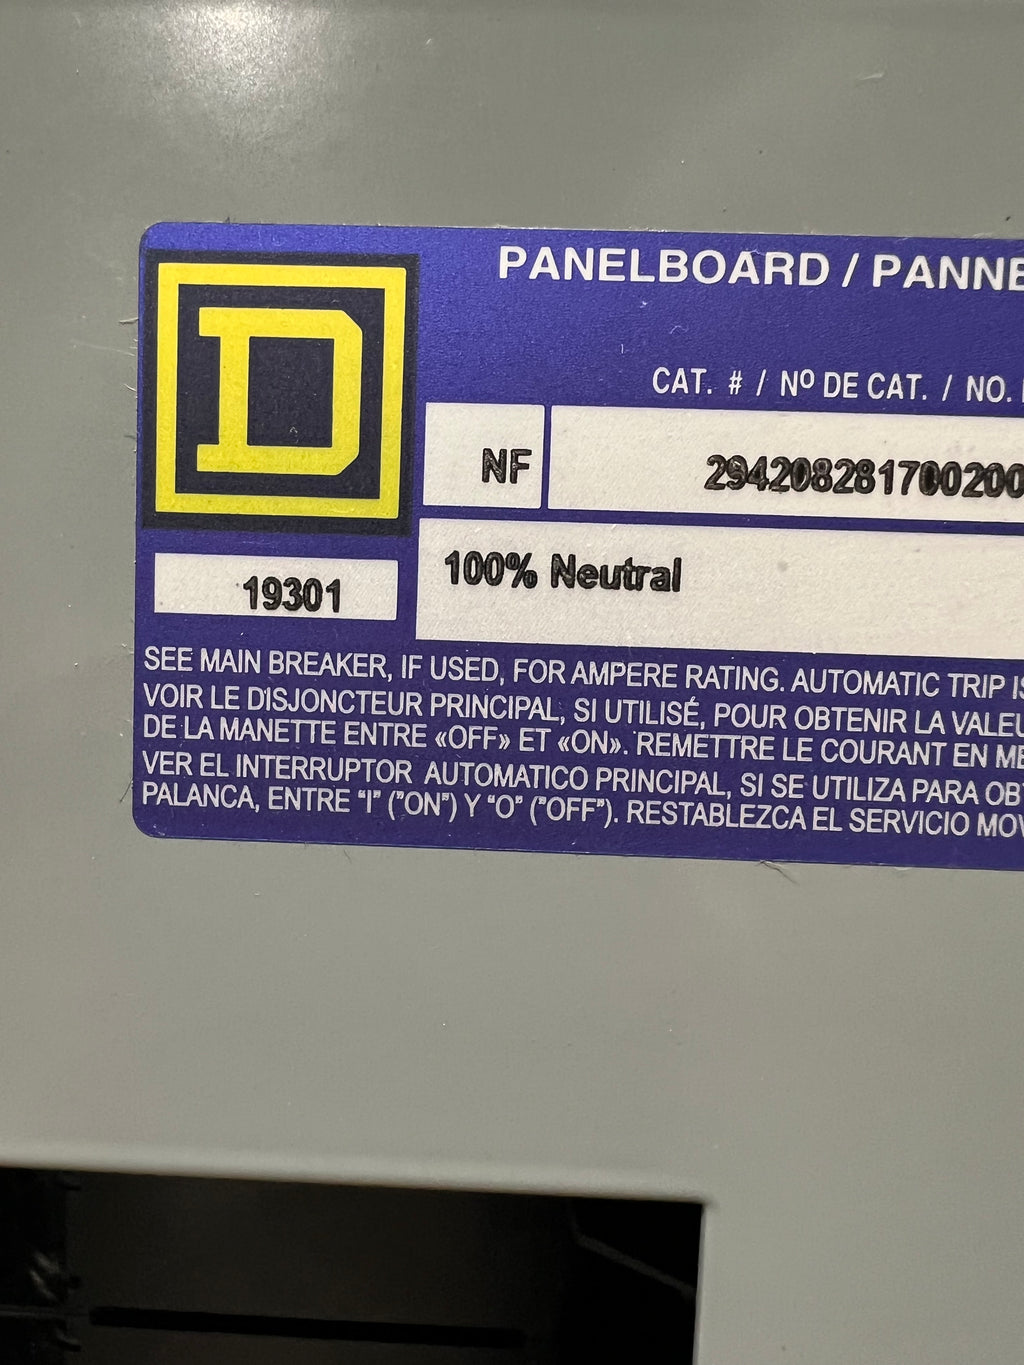 PANELBOARD / PANNE
CAT. # / Nº DE CAT. / NO.
D
NF
29420828170020
100% Neutral
19301
SEE MAIN BREAKER, IF USED, FOR AMPERE RATING. AUTOMATIC TRIP IS
VOIR LE DISJONCTEUR PRINCIPAL, SI UTILISÉ, POUR OBTENIR LA VALEU
DE LA MANETTE ENTRE «OFF» ET «ON». REMETTRE LE COURANT EN ME
VER EL INTERRUPTOR AUTOMATICO PRINCIPAL, SI SE UTILIZA PARA OBT
PALANCA, ENTRE "I" ("ON") Y "O" ("OFF"). RESTABLEZCA EL SERVICIO MOV